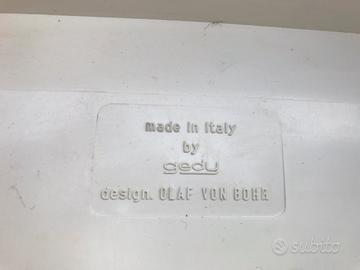 made in italy
by
gedy
design. OLAF VON BOHR
subito